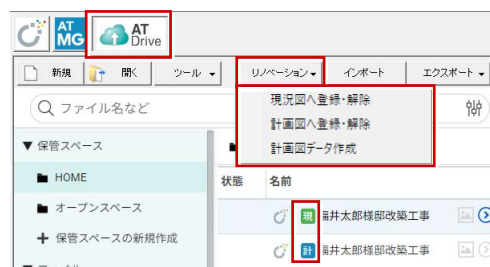 AT
MG
AT
Drive
新規 開く ツール リノベーション インポート エクスポート
現況図へ登録・解除
計画図へ登録・解除
計画図データ作成
ファイル名など
保管スペース
HOME
状態 名前
オープンスペース
現 福井太郎様邸改築工事
保管スペースの新規作成
計 福井太郎様邸改築工事